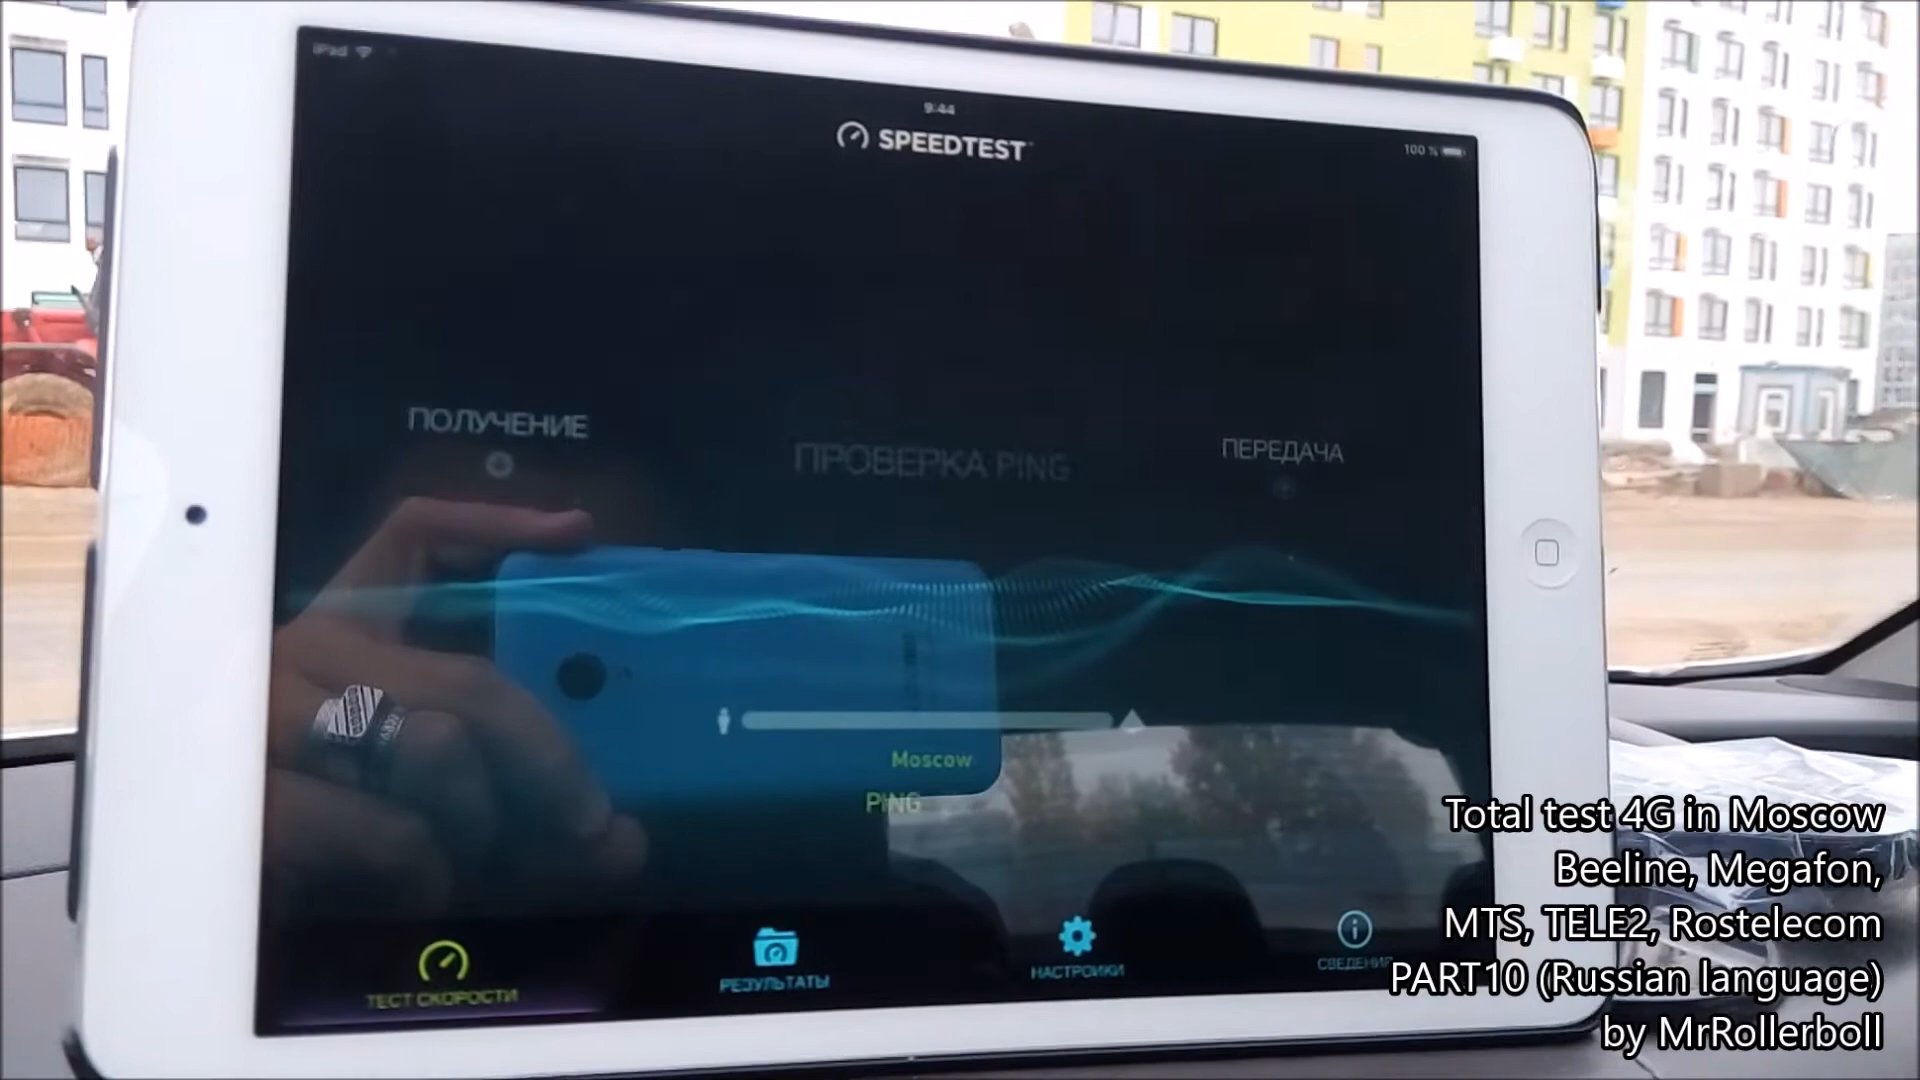 iPad
9:44
SPEEDTEST
100 %
ПОЛУЧЕНИЕ
ПРОВЕРКА PING
ПЕРЕДАЧА
Moscow
PING
ТЕСТ СКОРОСТИ
РЕЗУЛЬТАТЫ
НАСТРОЙКИ
СВЕДЕНИЯ
Total test 4G in Moscow
Beeline, Megafon,
MTS, TELE2, Rostelecom
PART10 (Russian language)
by MrRollerboll